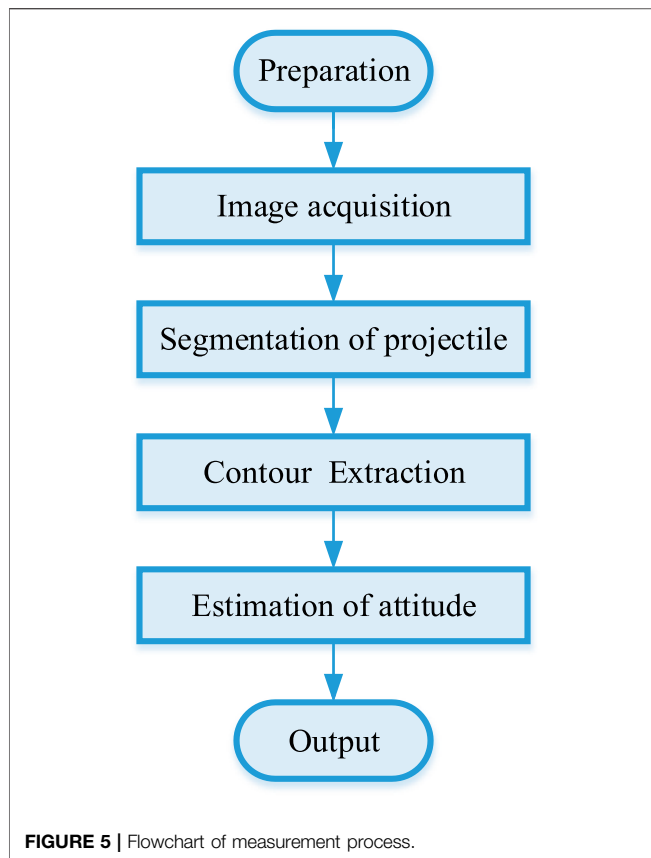 Preparation
Image acquisition
Segmentation of projectile
Contour Extraction
Estimation of attitude
Output
FIGURE 5 | Flowchart of measurement process.